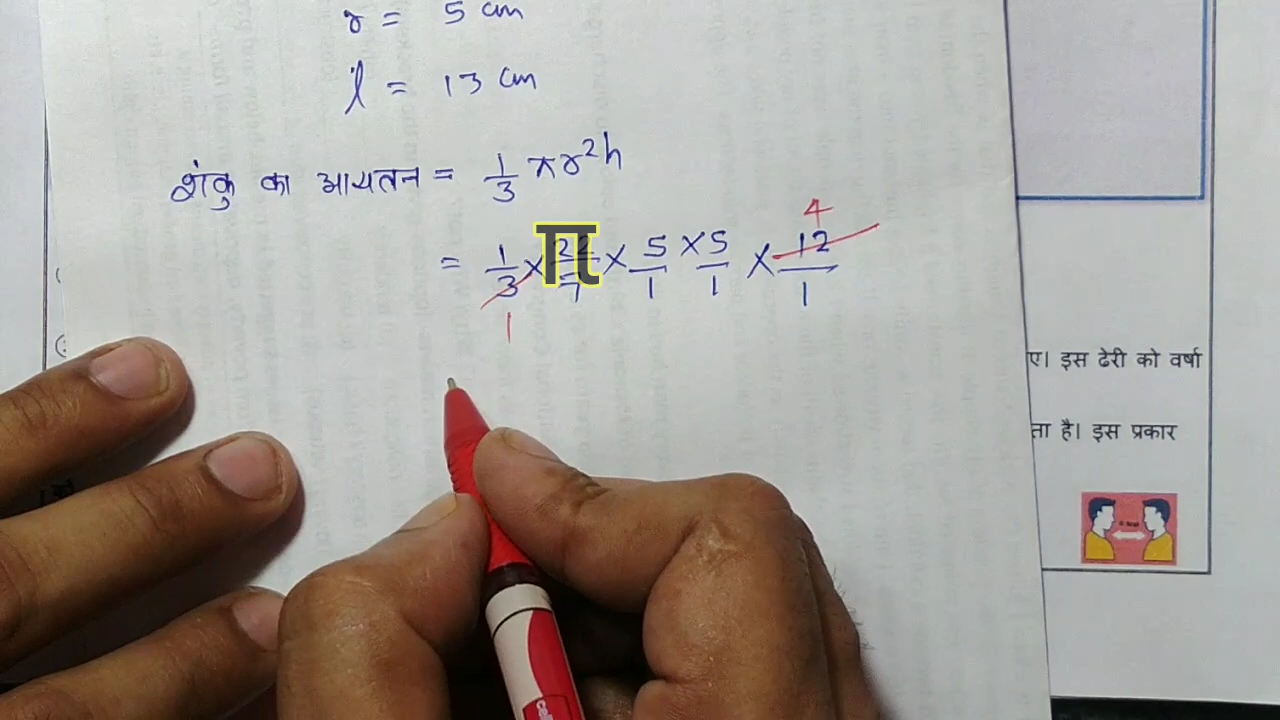 r = 5 cm
l = 13 cm
शंकु का आयतन = 1/3 πr²h
= 1/3 × π 22/7 × 5/1 × 5/1 × 12/1
4
1
ए। इस ढेरी को वर्षा
ता है। इस प्रकार